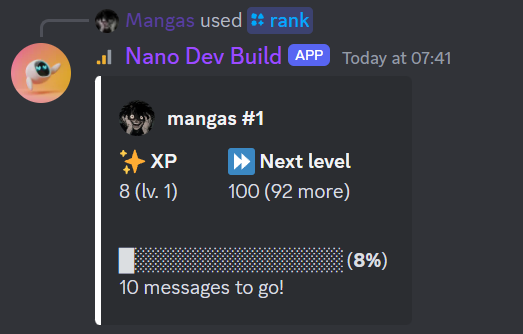 Mangas used rank
Nano Dev Build APP Today at 07:41
mangas #1
XP Next level
8 (lv. 1) 100 (92 more)
(8%)
10 messages to go!